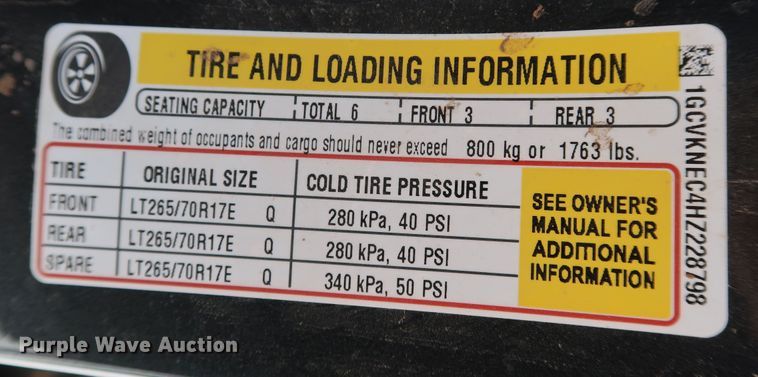 TIRE AND LOADING INFORMATION
SEATING CAPACITY TOTAL 6 FRONT 3 REAR 3
The combined weight of occupants and cargo should never exceed 800 kg or 1763 lbs.
TIRE ORIGINAL SIZE COLD TIRE PRESSURE
FRONT LT265/70R17E Q 280 kPa, 40 PSI
REAR LT265/70R17E Q 280 kPa, 40 PSI
SPARE LT265/70R17E Q 340 kPa, 50 PSI
SEE OWNER'S
MANUAL FOR
ADDITIONAL
INFORMATION
1GCVKNEC4HZ228798
Purple Wave Auction